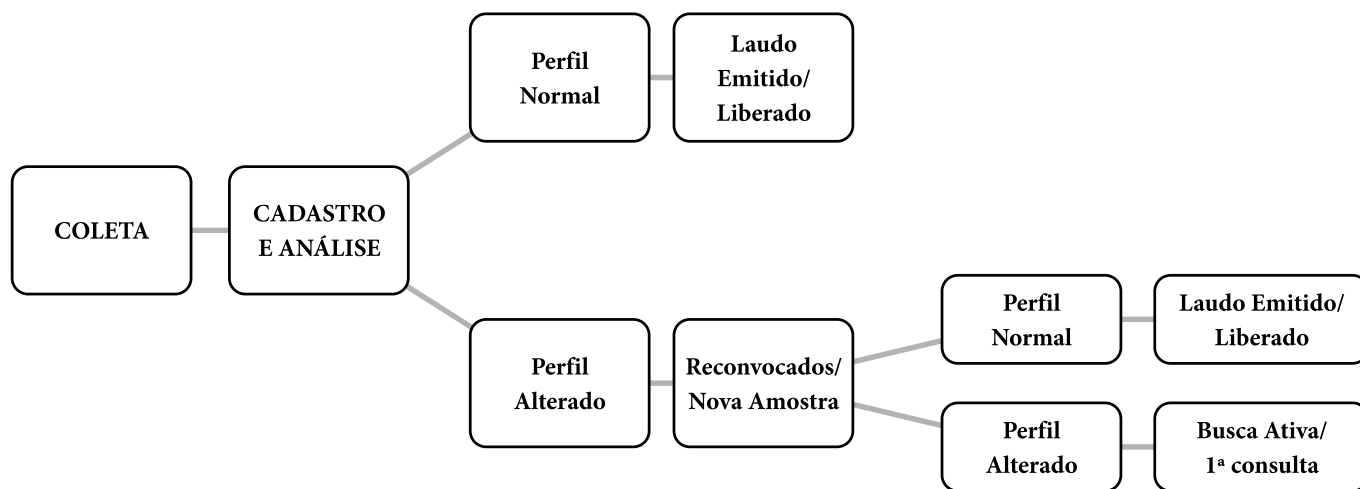 COLETA
CADASTRO
E ANÁLISE
Perfil
Normal
Laudo
Emitido/
Liberado
Perfil
Alterado
Reconvocados/
Nova Amostra
Perfil
Normal
Laudo Emitido/
Liberado
Perfil
Alterado
Busca Ativa/
1ª consulta